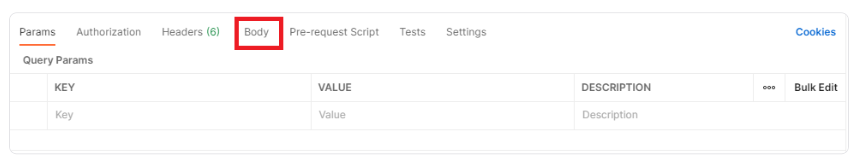 Params Authorization Headers (6) Body Pre-request Script Tests Settings Cookies
Query Params
KEY VALUE DESCRIPTION ooo Bulk Edit
Key Value Description